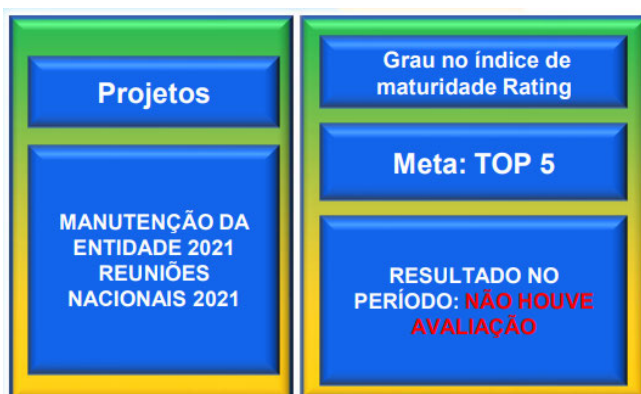 Projetos
MANUTENÇÃO DA
ENTIDADE 2021
REUNIÕES
NACIONAIS 2021
Grau no índice de
maturidade Rating
Meta: TOP 5
RESULTADO NO
PERÍODO: NÃO HOUVE
AVALIAÇÃO